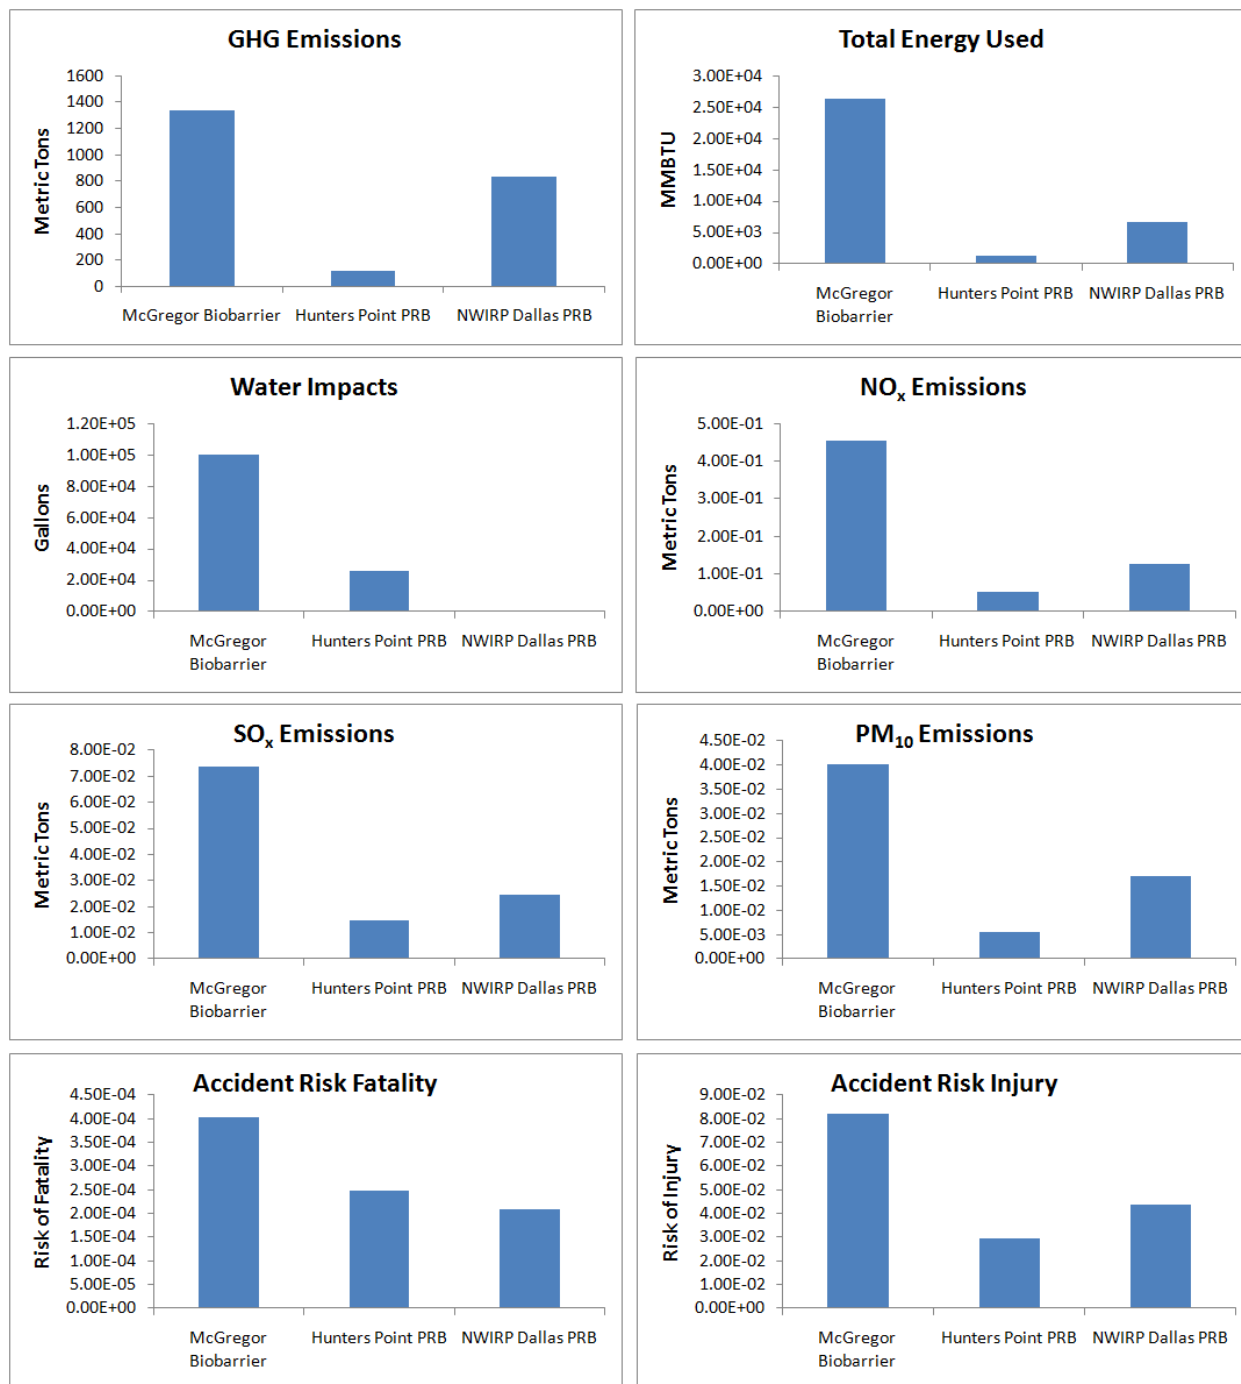 GHG Emissions
Metric Tons
1600
1400
1200
1000
800
600
400
200
0
McGregor Biobarrier Hunters Point PRB NWIRP Dallas PRB
Total Energy Used
MMBTU
3.00E+04
2.50E+04
2.00E+04
1.50E+04
1.00E+04
5.00E+03
0.00E+00
McGregor Hunters Point PRB NWIRP Dallas PRB
Biobarrier
Water Impacts
Gallons
1.20E+05
1.00E+05
8.00E+04
6.00E+04
4.00E+04
2.00E+04
0.00E+00
McGregor Hunters Point PRB NWIRP Dallas PRB
Biobarrier
NOx Emissions
Metric Tons
5.00E-01
4.00E-01
3.00E-01
2.00E-01
1.00E-01
0.00E+00
McGregor Hunters Point PRB NWIRP Dallas PRB
Biobarrier
SOx Emissions
Metric Tons
8.00E-02
7.00E-02
6.00E-02
5.00E-02
4.00E-02
3.00E-02
2.00E-02
1.00E-02
0.00E+00
McGregor Hunters Point PRB NWIRP Dallas PRB
Biobarrier
PM10 Emissions
Metric Tons
4.50E-02
4.00E-02
3.50E-02
3.00E-02
2.50E-02
2.00E-02
1.50E-02
1.00E-02
5.00E-03
0.00E+00
McGregor Hunters Point PRB NWIRP Dallas PRB
Biobarrier
Accident Risk Fatality
Risk of Fatality
4.50E-04
4.00E-04
3.50E-04
3.00E-04
2.50E-04
2.00E-04
1.50E-04
1.00E-04
5.00E-05
0.00E+00
McGregor Hunters Point PRB NWIRP Dallas PRB
Biobarrier
Accident Risk Injury
Risk of Injury
9.00E-02
8.00E-02
7.00E-02
6.00E-02
5.00E-02
4.00E-02
3.00E-02
2.00E-02
1.00E-02
0.00E+00
McGregor Hunters Point PRB NWIRP Dallas PRB
Biobarrier